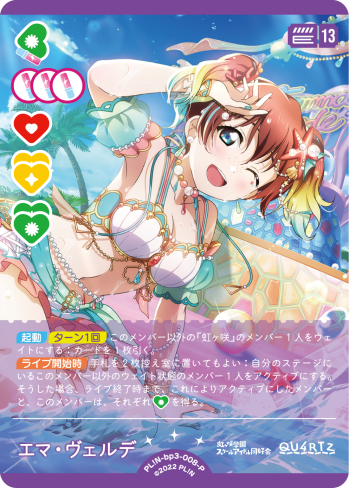 13
起動 ターン1回 このメンバー以外の『虹ヶ咲』のメンバー1人をウェ
イトにする：カードを1枚引く。
ライブ開始時 手札を2枚控え室に置いてもよい：自分のステージに
いるこのメンバー以外のウェイト状態のメンバー1人をアクティブにする。
そうした場合、ライブ終了時まで、これによりアクティブにしたメンバー
と、このメンバーは、それぞれを得る。
エマ・ヴェルデ
虹ヶ咲学園
スクールアイドル同好会
QU4RTZ
PL!N-bp3-008-P
©2022 PL!N